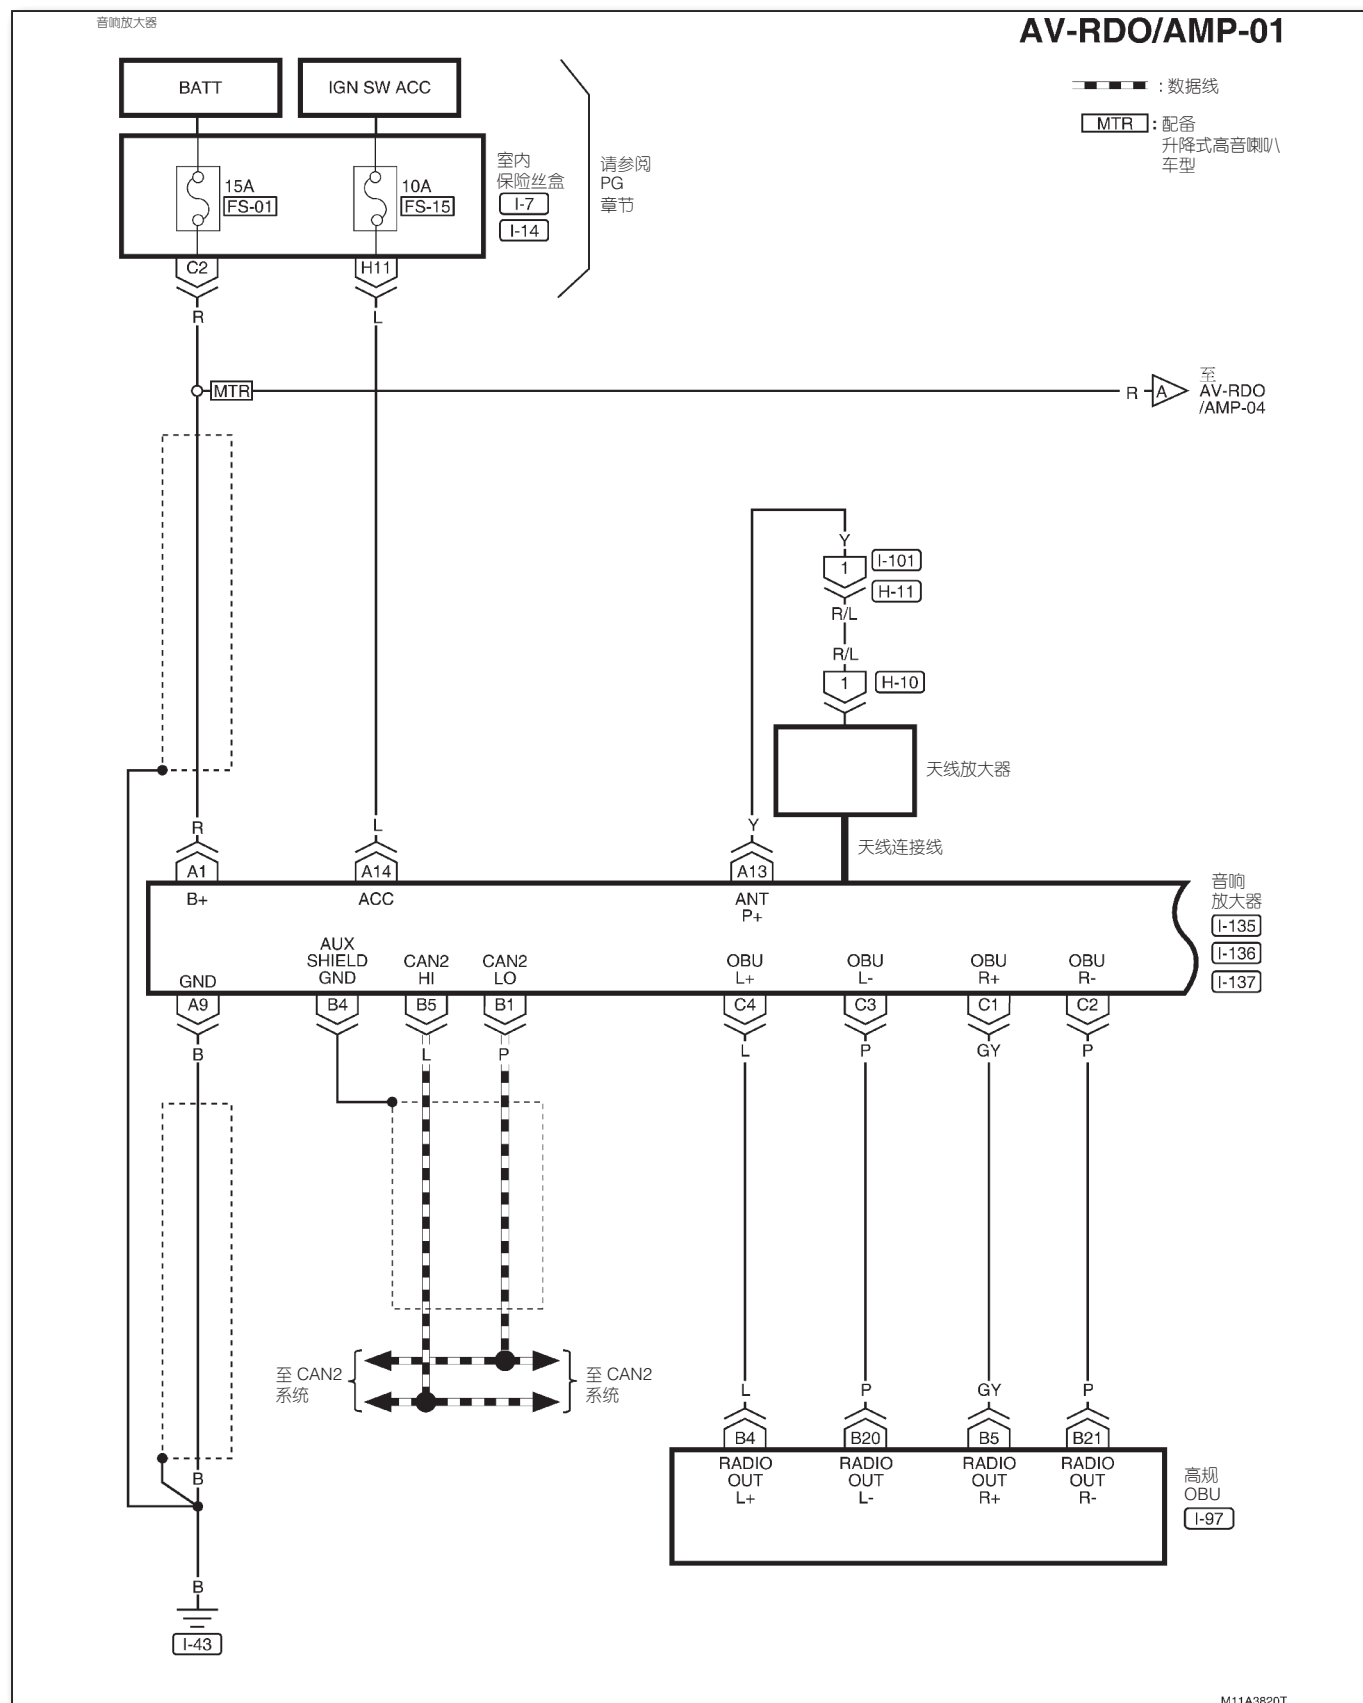 音响放大器
AV-RDO/AMP-01
BATT
IGN SW ACC
: 数据线
MTR : 配备
升降式高音喇叭
车型
15A
FS-01
10A
FS-15
室内
保险丝盒
I-7
I-14
请参阅
PG
章节
C2
H11
R
L
MTR
R
A
至
AV-RDO
/AMP-04
Y
1
I-101
H-11
R/L
R/L
1
H-10
天线放大器
天线连接线
R
L
Y
A1
A14
A13
B+
ACC
ANT
P+
音响
放大器
I-135
I-136
I-137
GND
AUX
SHIELD
GND
CAN2
HI
CAN2
LO
OBU
L+
OBU
L-
OBU
R+
OBU
R-
A9
B4
B5
B1
C4
C3
C1
C2
B
L
P
L
P
GY
P
至 CAN2
系统
至 CAN2
系统
L
P
GY
P
B4
B20
B5
B21
RADIO
OUT
L+
RADIO
OUT
L-
RADIO
OUT
R+
RADIO
OUT
R-
高规
OBU
I-97
B
B
I-43
M11A3820T